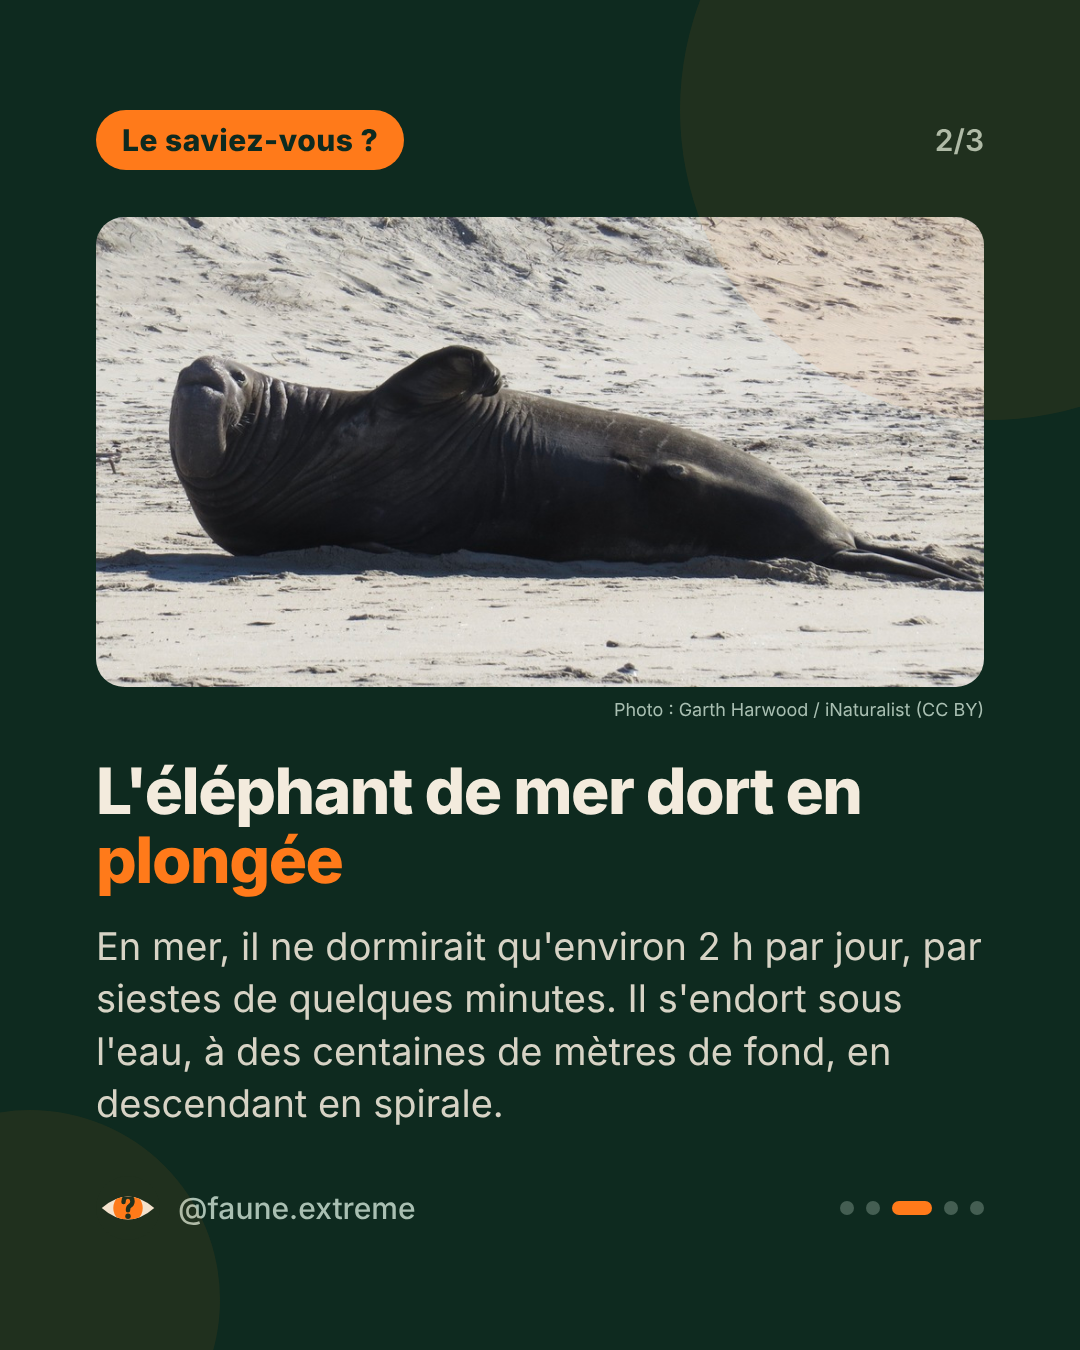 Le saviez-vous ?
2/3
Photo : Garth Harwood / iNaturalist (CC BY)
L'éléphant de mer dort en
plongée
En mer, il ne dormirait qu'environ 2 h par jour, par
siestes de quelques minutes. Il s'endort sous
l'eau, à des centaines de mètres de fond, en
descendant en spirale.
?
@faune.extreme